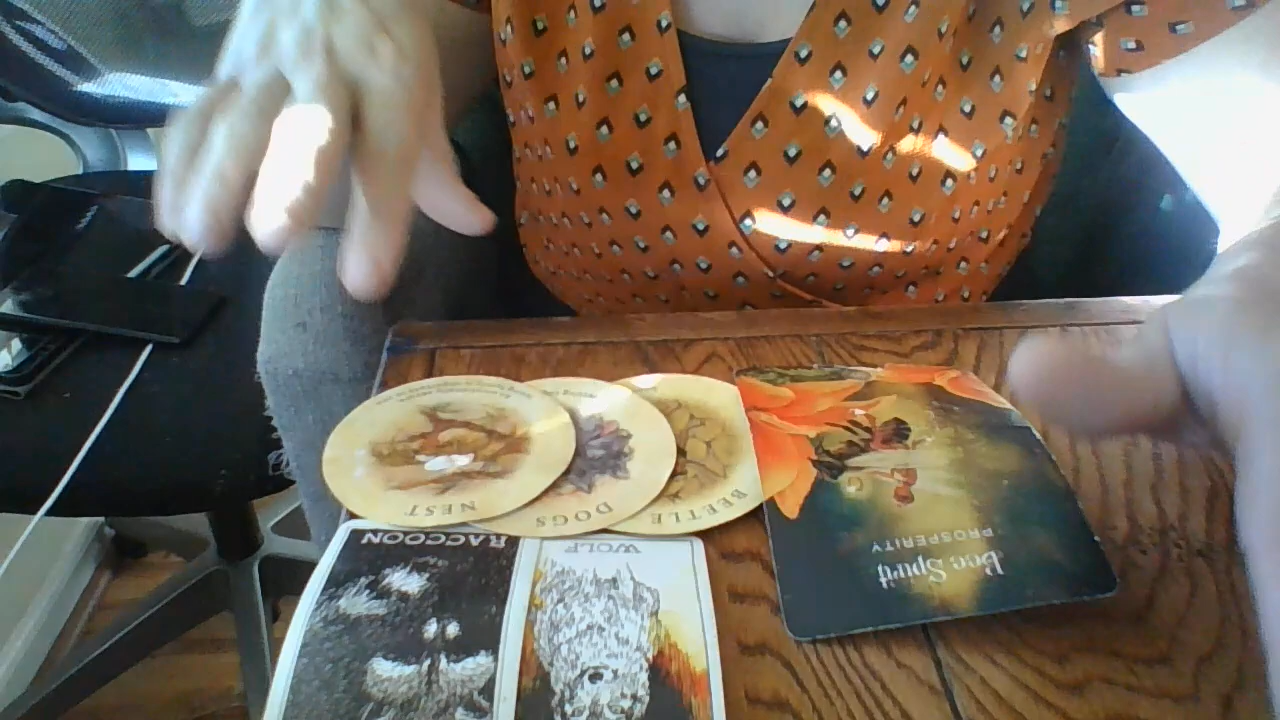 NEST
DOGS
BEETLE
Bee Spirit
PROSPERITY
RACCOON
WOLF